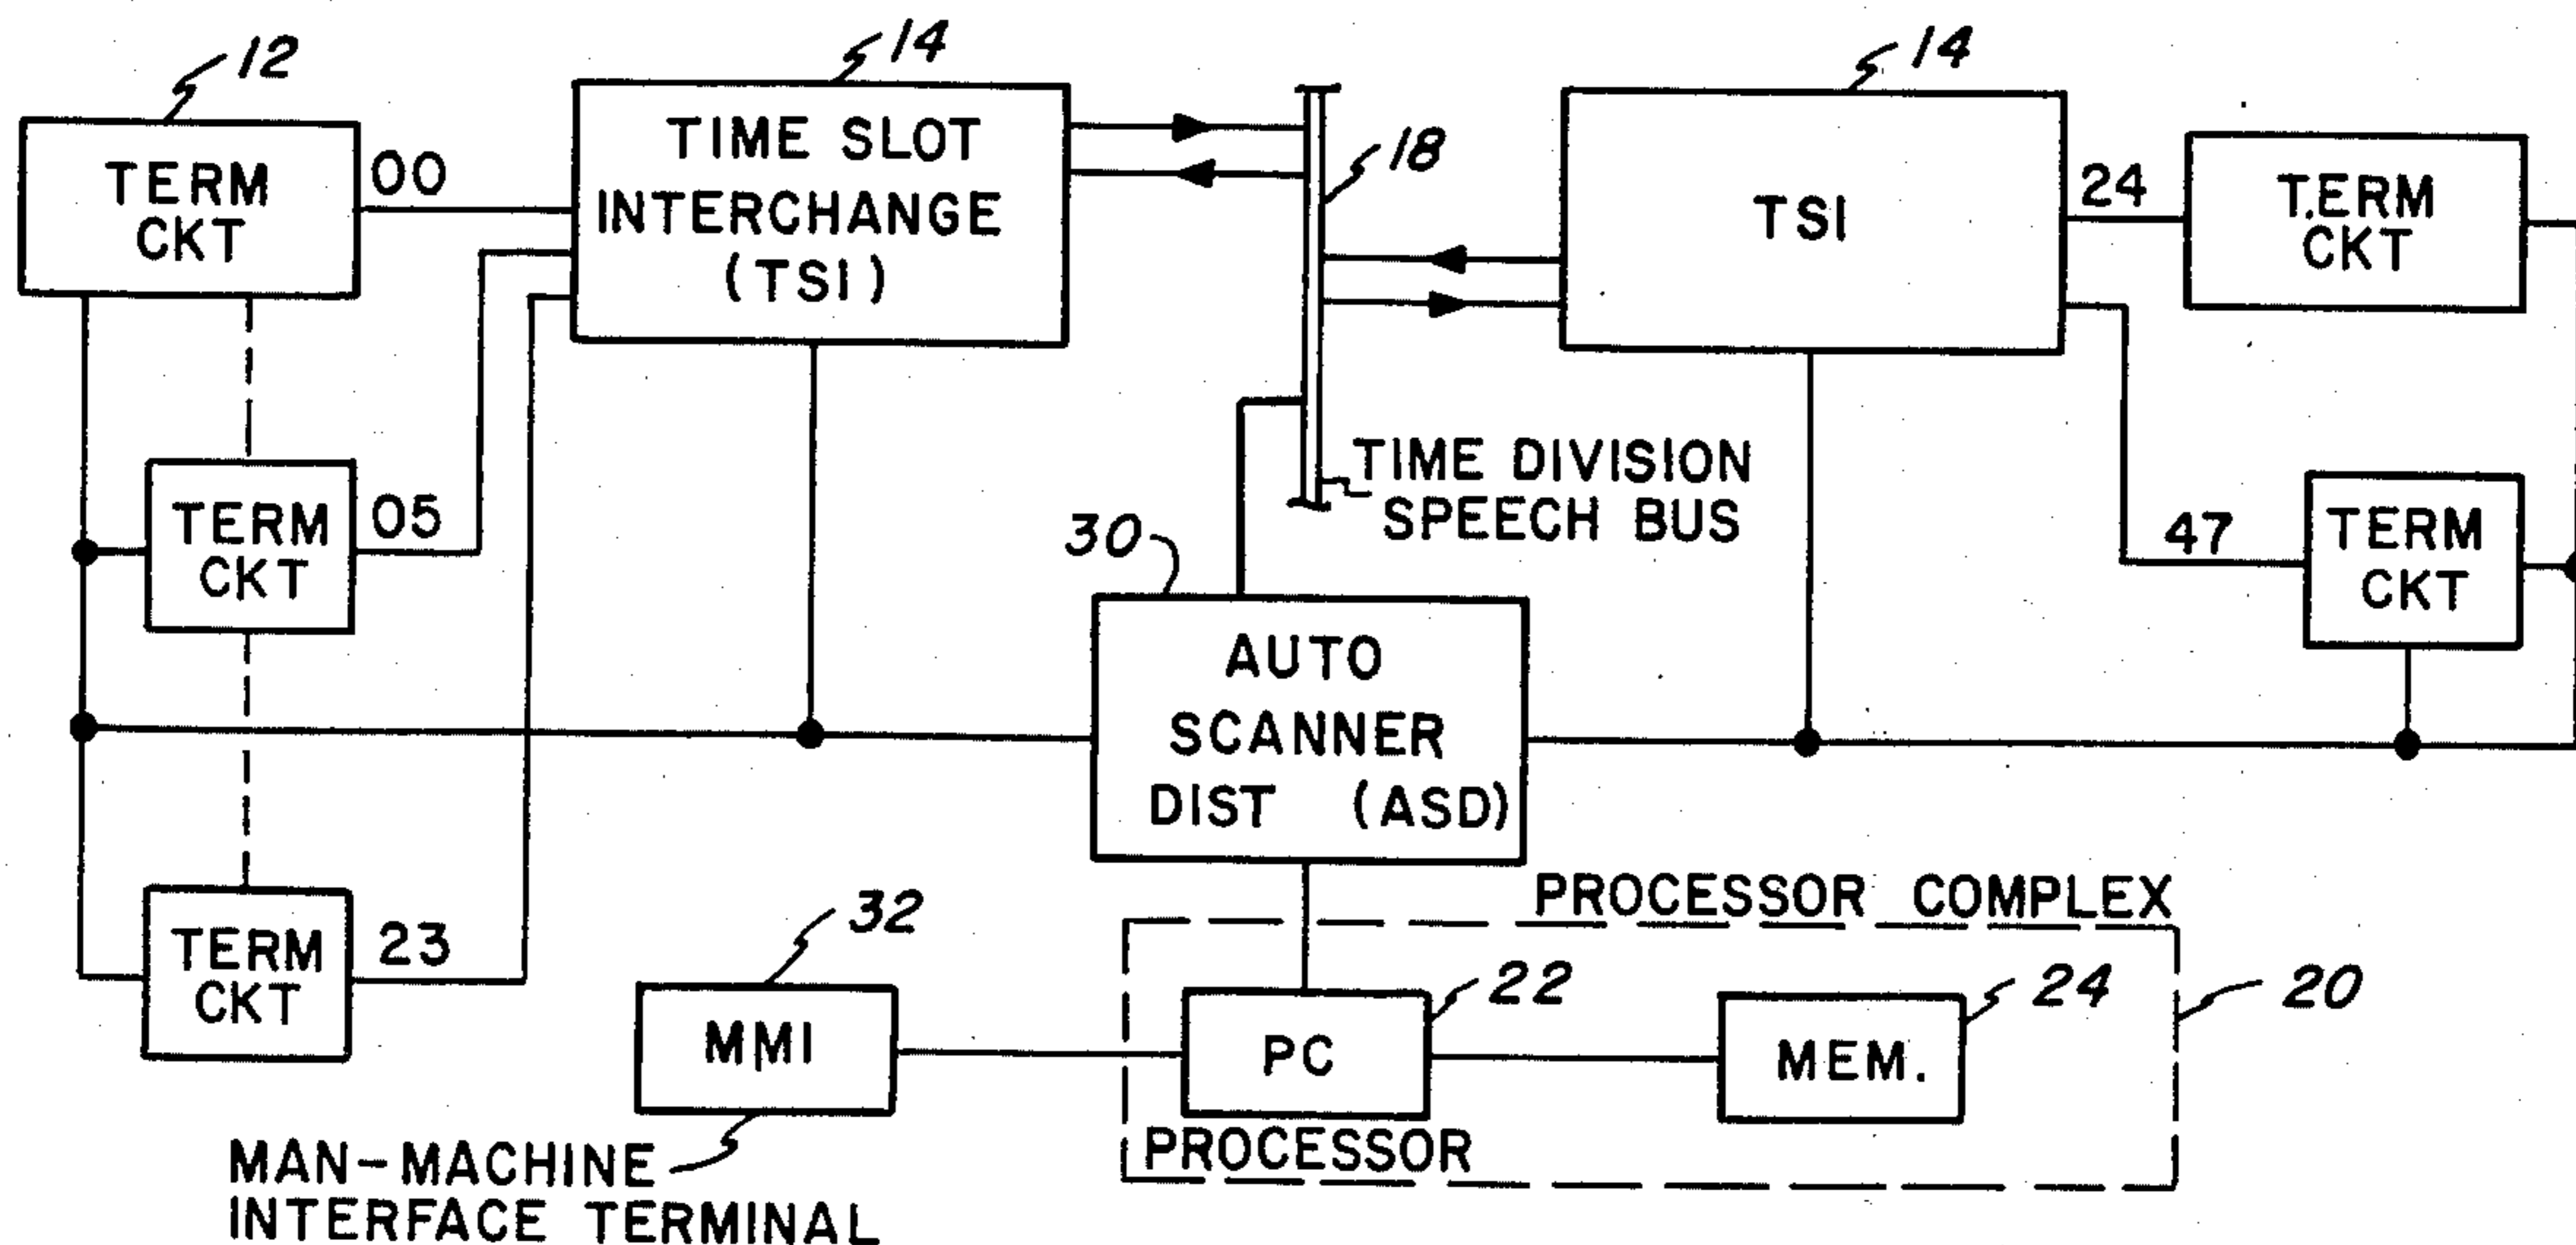 12
14
14
TERM
CKT
00
TIME SLOT
INTERCHANGE
(TSI)
18
TSI
24
TERM
CKT
TERM
CKT
05
TIME DIVISION
SPEECH BUS
30
47
TERM
CKT
AUTO
SCANNER
DIST (ASD)
TERM
CKT
23
32
PROCESSOR COMPLEX
MMI
22
PC
24
MEM.
20
PROCESSOR
MAN-MACHINE
INTERFACE TERMINAL